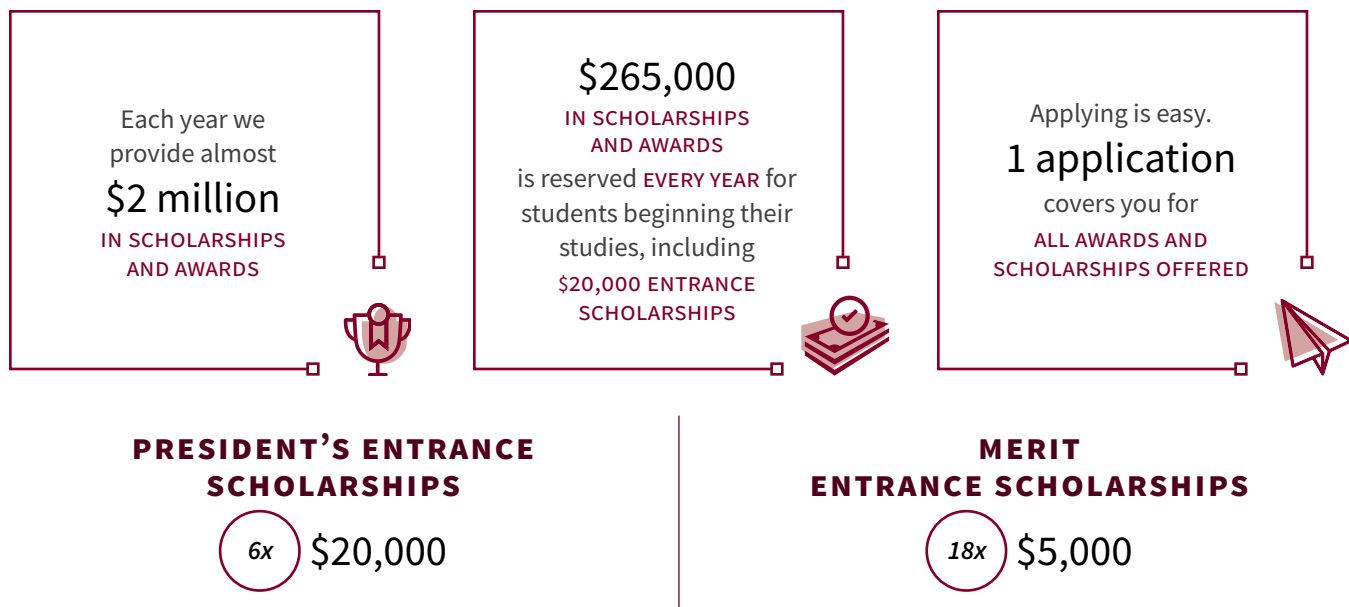 Each year we
provide almost
$2 million
IN SCHOLARSHIPS
AND AWARDS
$265,000
IN SCHOLARSHIPS
AND AWARDS
is reserved EVERY YEAR for
students beginning their
studies, including
$20,000 ENTRANCE
SCHOLARSHIPS
Applying is easy.
1 application
covers you for
ALL AWARDS AND
SCHOLARSHIPS OFFERED
PRESIDENT’S ENTRANCE
SCHOLARSHIPS
6x $20,000
MERIT
ENTRANCE SCHOLARSHIPS
18x $5,000